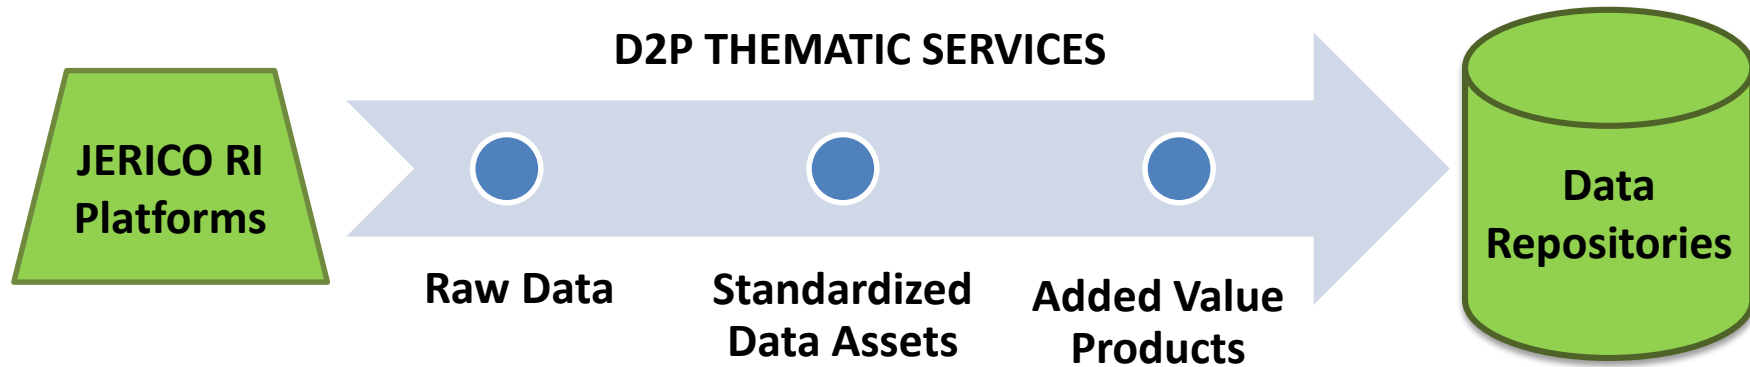 D2P THEMATIC SERVICES
JERICO RI
Platforms
Raw Data
Standardized
Data Assets
Added Value
Products
Data
Repositories